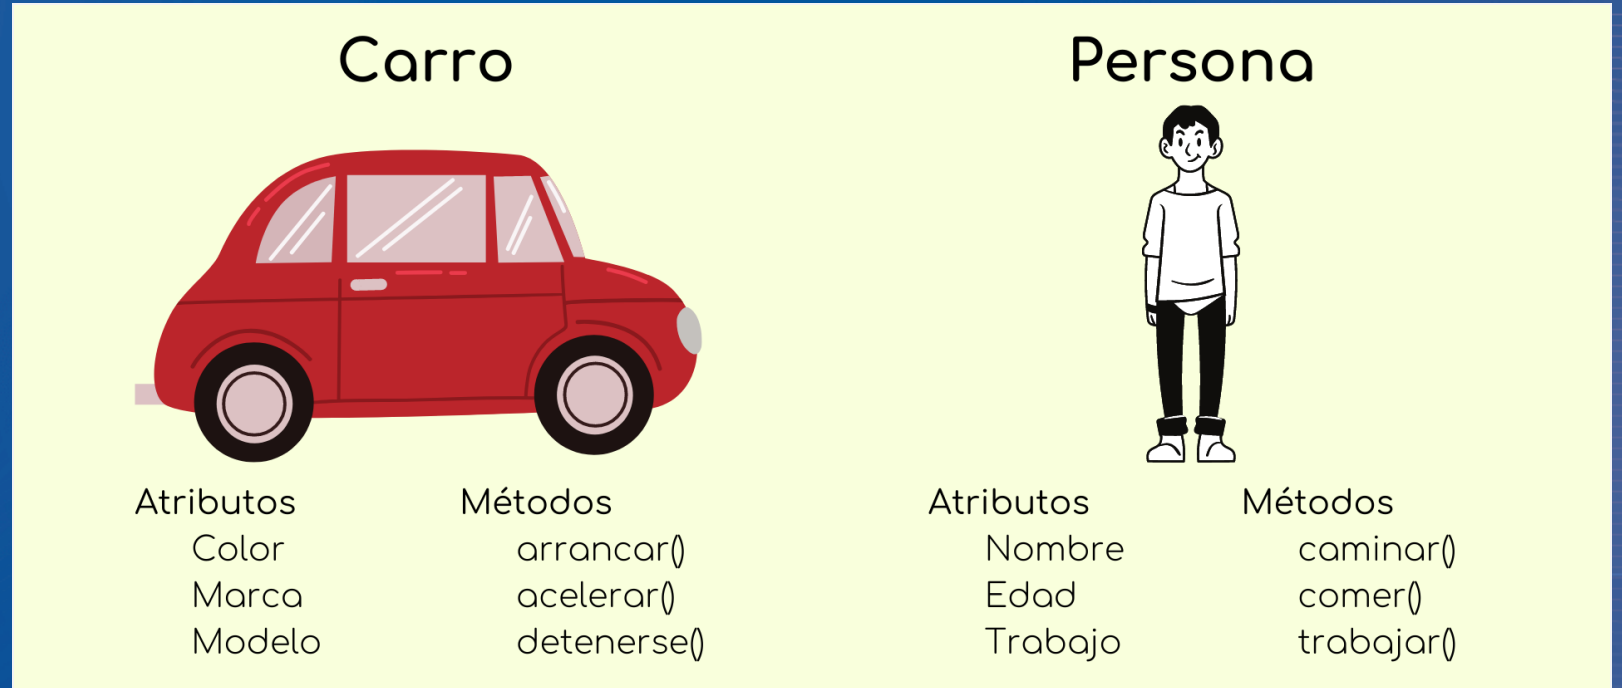 Carro
Atributos
Color
Marca
Modelo
Métodos
arrancar()
acelerar()
detenerse()
Persona
Atributos
Nombre
Edad
Trabajo
Métodos
caminar()
comer()
trabajar()